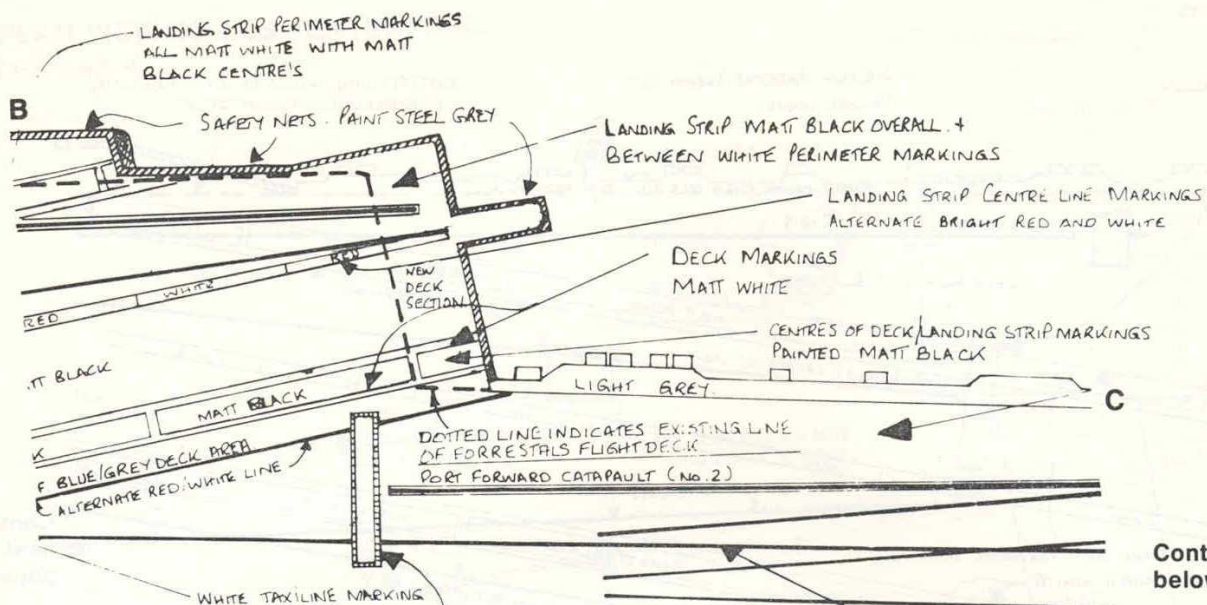 LANDING STRIP PERIMETER MARKINGS
ALL MATT WHITE WITH MATT
BLACK CENTRE'S
B
SAFETY NETS. PAINT STEEL GREY
LANDING STRIP MATT BLACK OVERALL. +
BETWEEN WHITE PERIMETER MARKINGS
LANDING STRIP CENTRE LINE MARKINGS
ALTERNATE BRIGHT RED AND WHITE
NEW
DECK
SECTION
DECK MARKINGS
MATT WHITE
WHITE
RED
CENTRES OF DECK/LANDING STRIP MARKINGS
PAINTED MATT BLACK
TT BLACK
MATT BLACK
LIGHT GREY.
C
K
DOTTED LINE INDICATES EXISTING LINE
OF FORRESTALS FLIGHT DECK
PORT FORWARD CATAPAULT (No. 2)
F BLUE/GREY DECK AREA
ALTERNATE RED/WHITE LINE
Cont
below
WHITE TAXILINE MARKING